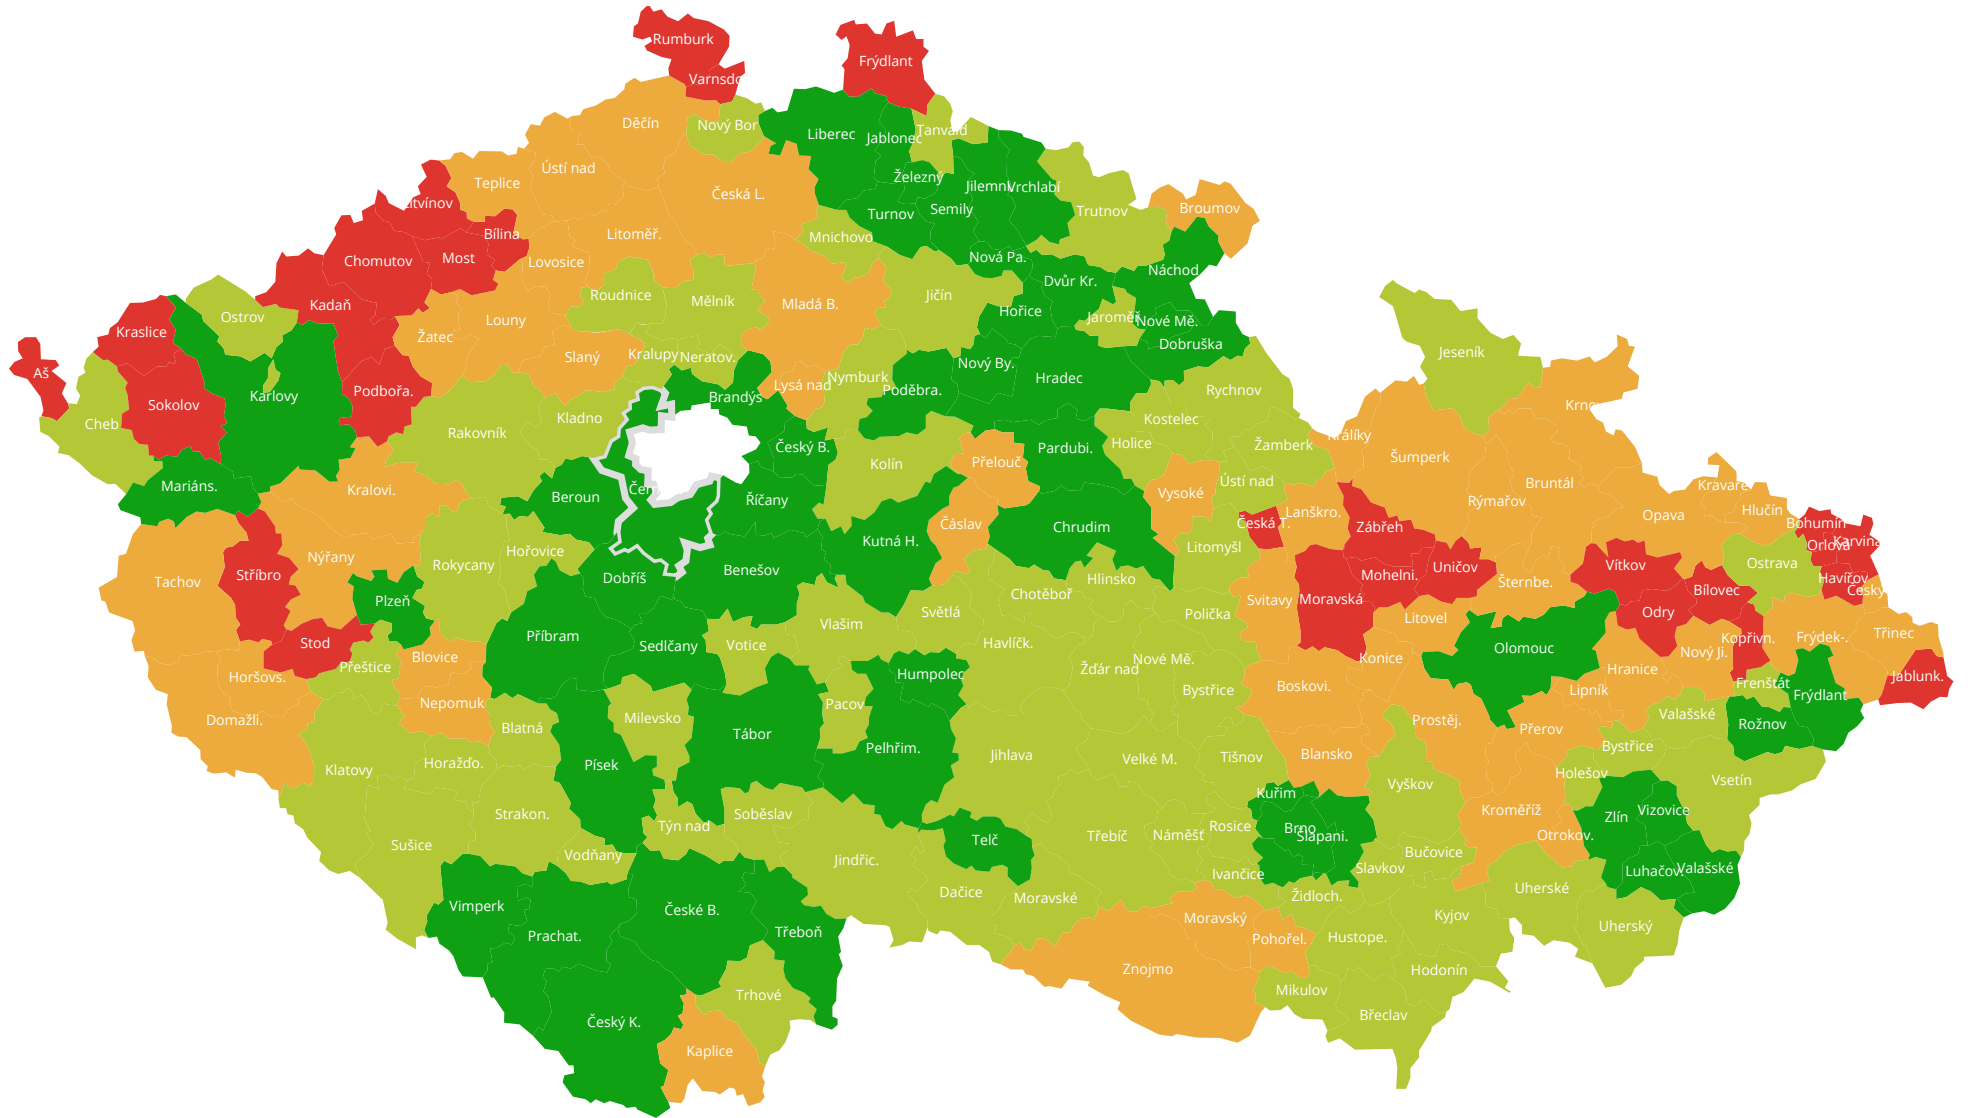 Rumburk
Frýdlant
Varnsdo
Děčín
Nový Bor
Liberec
Jablonec
Tanvald
Ústí nad
Teplice
Železný
Jilemni
Vrchlabí
Česká L.
Litvínov
Turnov
Semily
Trutnov
Broumov
Bílina
Litoměř.
Mnichovo
Chomutov
Most
Lovosice
Nová Pa.
Náchod
Dvůr Kr.
Roudnice
Mělník
Mladá B.
Jičín
Kadaň
Ostrov
Louny
Hořice
Jaroměř
Nové Mě.
Kraslice
Žatec
Dobruška
Slaný
Kralupy
Neratov.
Jeseník
Nový By.
Aš
Nymburk
Hradec
Lysá nad
Podbořa.
Poděbra.
Rychnov
Karlovy
Brandýs
Sokolov
Krnov
Cheb
Kladno
Kostelec
Rakovník
Králíky
Holice
Žamberk
Český B.
Pardubi.
Šumperk
Přelouč
Kolín
Mariáns.
Kralovi.
Čern
Ústí nad
Bruntál
Kravaře
Vysoké
Beroun
Říčany
Rýmařov
Hlučín
Lanškro.
Opava
Česká T.
Bohumín
Čáslav
Chrudim
Zábřeh
Kutná H.
Karviná
Orlová
Litomyšl
Hořovice
Nýřany
Rokycany
Ostrava
Vítkov
Uničov
Benešov
Stříbro
Mohelni.
Dobříš
Hlinsko
Havířov
Tachov
Šternbe.
Český
Bílovec
Chotěboř
Plzeň
Moravská
Svitavy
Světlá
Odry
Polička
Litovel
Vlašim
Třinec
Příbram
Frýdek-.
Kopřivn.
Stod
Havlíčk.
Sedlčany
Votice
Olomouc
Nový Ji.
Blovice
Konice
Nové Mě.
Přeštice
Žďár nad
Hranice
Humpolec
Jablunk.
Horšovs.
Frenštát
Boskovi.
Bystřice
Lipník
Frýdlant
Nepomuk
Pacov
Valašské
Milevsko
Domažli.
Prostěj.
Rožnov
Blatná
Přerov
Tábor
Bystřice
Pelhřim.
Blansko
Jihlava
Tišnov
Velké M.
Horažďo.
Písek
Klatovy
Holešov
Vsetín
Vyškov
Kuřim
Kroměříž
Vizovice
Strakon.
Soběslav
Zlín
Týn nad
Rosice
Brno
Náměšť
Třebíč
Šlapani.
Otrokov.
Telč
Sušice
Bučovice
Vodňany
Jindřic.
Slavkov
Valašské
Luhačov.
Ivančice
Uherské
Dačice
Židloch.
Moravské
Vimperk
České B.
Kyjov
Moravský
Uherský
Třeboň
Prachat.
Hustope.
Pohořel.
Znojmo
Hodonín
Mikulov
Trhové
Břeclav
Český K.
Kaplice